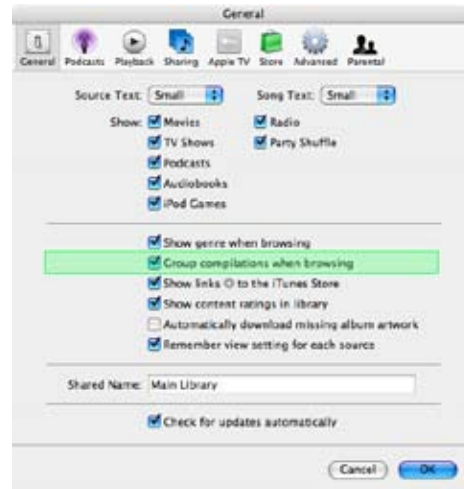 General
General Podcasts Playback Sharing Apple TV Store Advanced Parental
Source Text: Small Song Text: Small
Show: Movies Radio
TV Shows Party Shuffle
Podcasts
Audiobooks
iPod Games
Show genre when browsing
Group compilations when browsing
Show links to the iTunes Store
Show content ratings in library
Automatically download missing album artwork
Remember view setting for each source
Shared Name: Main Library
Check for updates automatically
Cancel OK